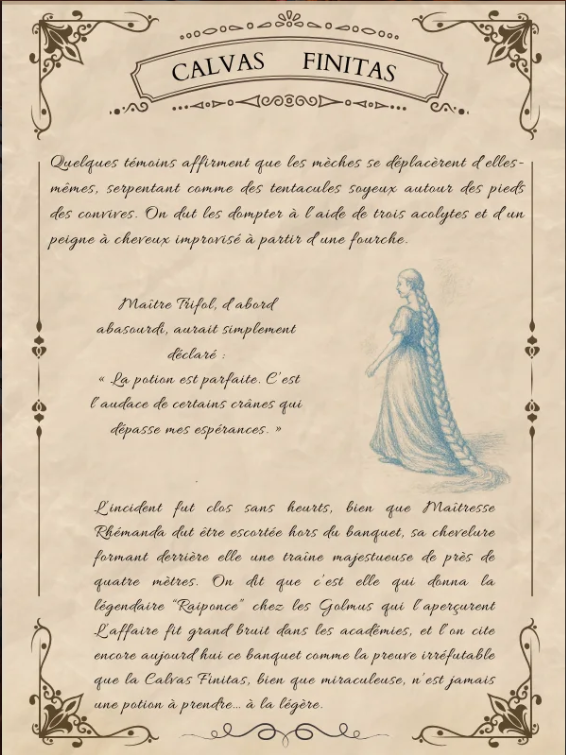 CALVAS FINITAS
Quelques témoins affirment que les mèches se déplacèrent d'elles-
mêmes, serpentant comme des tentacules soyeux autour des pieds
des convives. On dut les dompter à l'aide de trois acolytes et d'un
peigne à cheveux improvisé à partir d'une fourche.
Maître Trifol, d'abord
abasourdi, aurait simplement
déclaré :
« La potion est parfaite. C'est
l'audace de certains crânes qui
dépasse mes espérances. »
L'incident fut clos sans heurts, bien que Maîtresse
Rhémanda dut être escortée hors du banquet, sa chevelure
formant derrière elle une traîne majestueuse de près de
quatre mètres. On dit que c'est elle qui donna la
légendaire "Raiponce" chez les Golmus qui l'aperçurent
L'affaire fit grand bruit dans les académies, et l'on cite
encore aujourd'hui ce banquet comme la preuve irréfutable
que la Calvas Finitas, bien que miraculeuse, n'est jamais
une potion à prendre... à la légère.